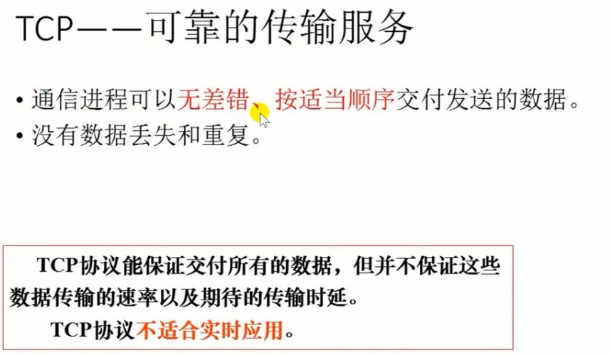 TCP——可靠的传输服务
• 通信进程可以无差错、按适当顺序交付发送的数据。
• 没有数据丢失和重复。
TCP协议能保证交付所有的数据，但并不保证这些
数据传输的速率以及期待的传输时延。
TCP协议不适合实时应用。